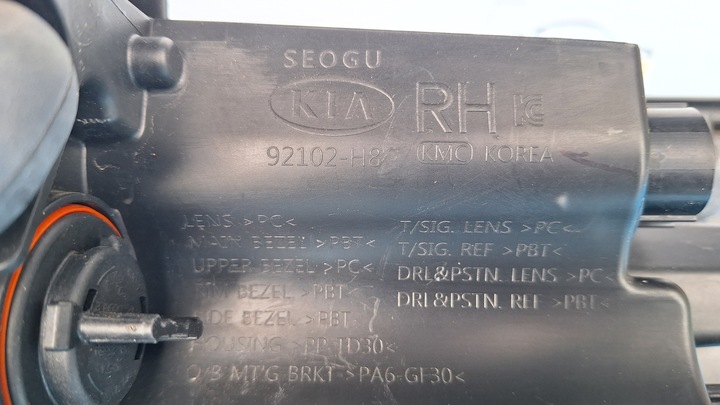 SEOGU
KIA RH KC
92102-H8 KMC KOREA
LENS >PC<
MAIN BEZEL >PBT<
UPPER BEZEL >PC<
BEZEL >PBT<
BEZEL >PBT
HOUSING >PP-TD30<
O/B MT'G BRKT >PA6-GF30<
T/SIG. LENS >PC<
T/SIG. REF >PBT<
DRL&PSTN. LENS >PC<
DRL&PSTN. REF >PBT<